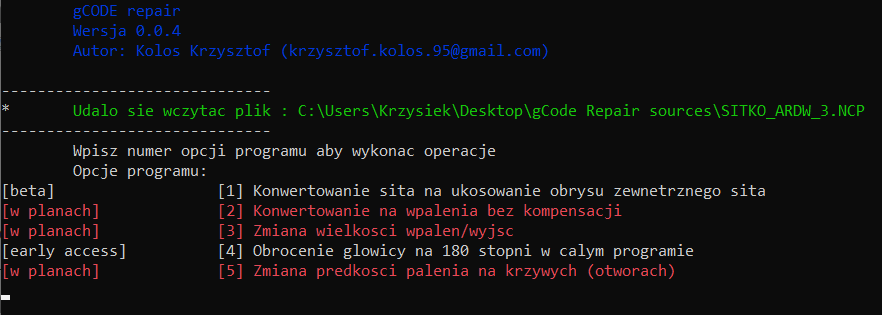 gCODE repair
Wersja 0.0.4
Autor: Kolos Krzysztof (krzysztof.kolos.95@gmail.com)
------------------------------
* Udalo sie wczytac plik : C:\Users\Krzysiek\Desktop\gCode Repair sources\SITKO_ARDW_3.NCP
------------------------------
Wpisz numer opcji programu aby wykonac operacje
Opcje programu:
[beta] [1] Konwertowanie sita na ukosowanie obrysu zewnetrznego sita
[w planach] [2] Konwertowanie na wpalenia bez kompensacji
[w planach] [3] Zmiana wielkosci wpalen/wyjsc
[early access] [4] Obrocenie glowicy na 180 stopni w calym programie
[w planach] [5] Zmiana predkosci palenia na krzywych (otworach)